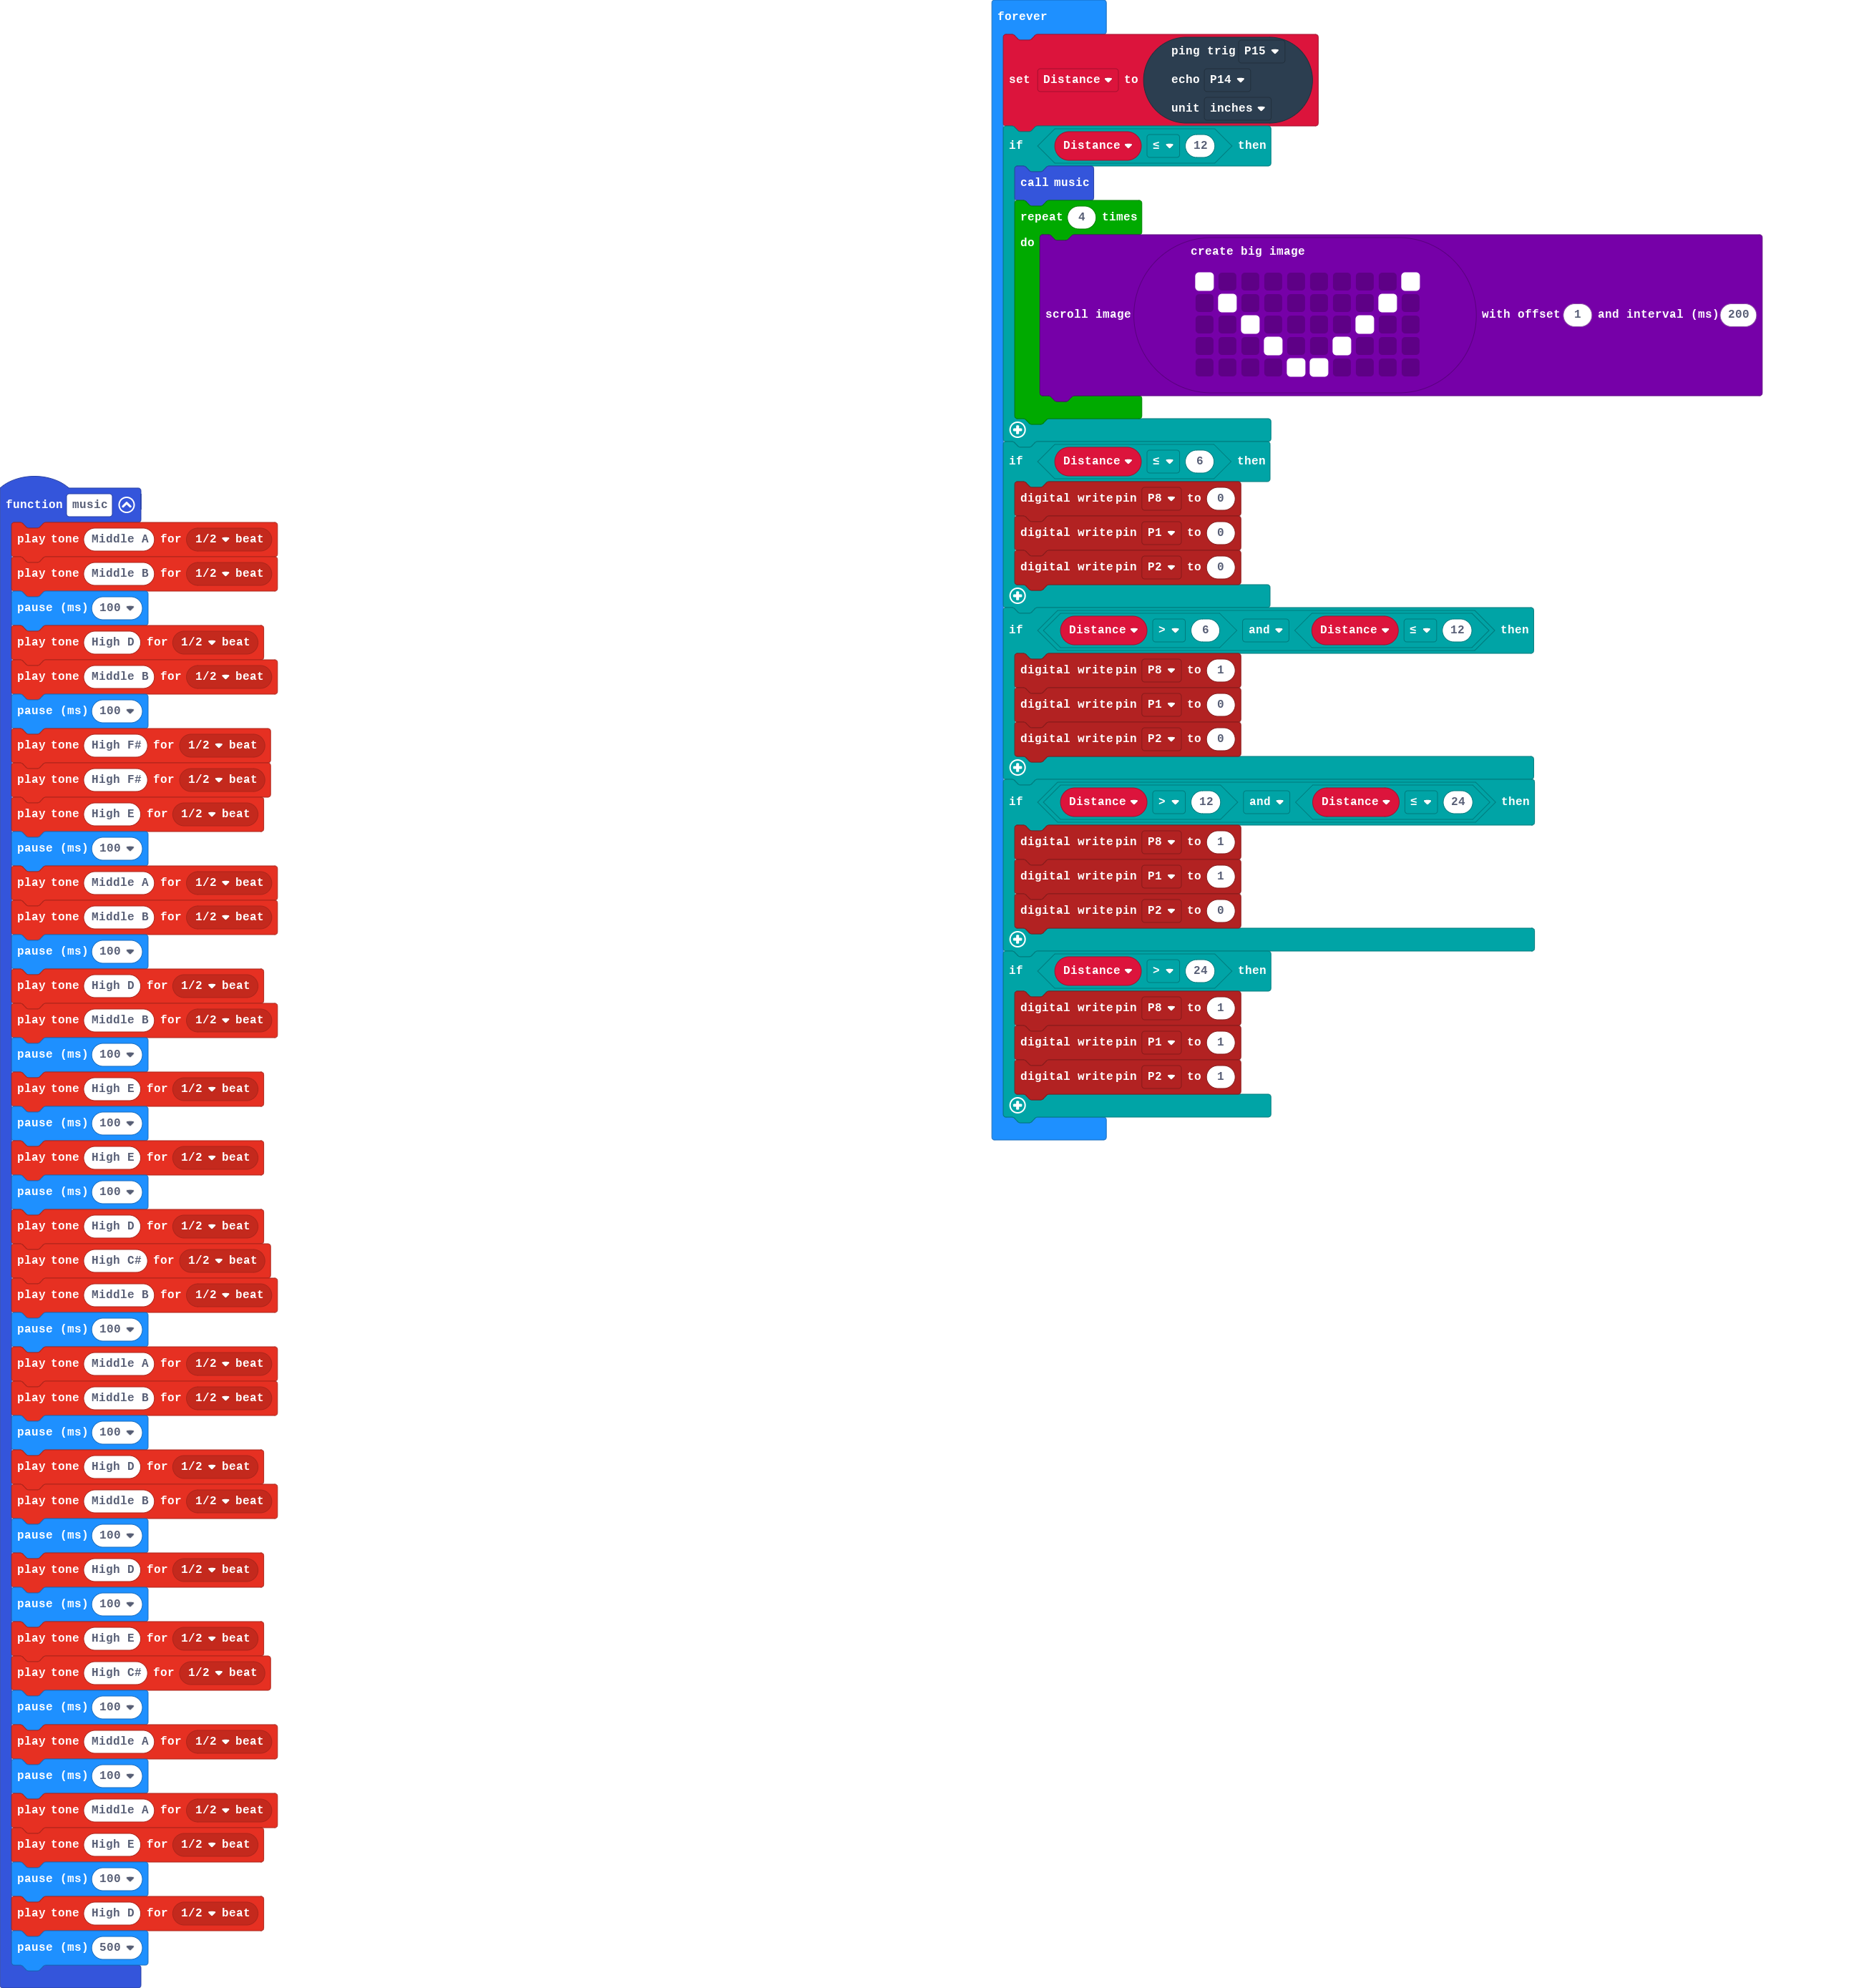 forever
set Distance to ping trig P15
echo P14
unit inches
if Distance ≤ 12 then
call music
repeat 4 times
do
create big image
scroll image with offset 1 and interval (ms) 200
if Distance ≤ 6 then
digital write pin P8 to 0
digital write pin P1 to 0
digital write pin P2 to 0
if Distance > 6 and Distance ≤ 12 then
digital write pin P8 to 1
digital write pin P1 to 0
digital write pin P2 to 0
if Distance > 12 and Distance ≤ 24 then
digital write pin P8 to 1
digital write pin P1 to 1
digital write pin P2 to 0
if Distance > 24 then
digital write pin P8 to 1
digital write pin P1 to 1
digital write pin P2 to 1
function music
play tone Middle A for 1/2 beat
play tone Middle B for 1/2 beat
pause (ms) 100
play tone High D for 1/2 beat
play tone Middle B for 1/2 beat
pause (ms) 100
play tone High F# for 1/2 beat
play tone High F# for 1/2 beat
play tone High E for 1/2 beat
pause (ms) 100
play tone Middle A for 1/2 beat
play tone Middle B for 1/2 beat
pause (ms) 100
play tone High D for 1/2 beat
play tone Middle B for 1/2 beat
pause (ms) 100
play tone High E for 1/2 beat
pause (ms) 100
play tone High E for 1/2 beat
pause (ms) 100
play tone High D for 1/2 beat
play tone High C# for 1/2 beat
play tone Middle B for 1/2 beat
pause (ms) 100
play tone Middle A for 1/2 beat
play tone Middle B for 1/2 beat
pause (ms) 100
play tone High D for 1/2 beat
play tone Middle B for 1/2 beat
pause (ms) 100
play tone High D for 1/2 beat
pause (ms) 100
play tone High E for 1/2 beat
play tone High C# for 1/2 beat
pause (ms) 100
play tone Middle A for 1/2 beat
pause (ms) 100
play tone Middle A for 1/2 beat
play tone High E for 1/2 beat
pause (ms) 100
play tone High D for 1/2 beat
pause (ms) 500